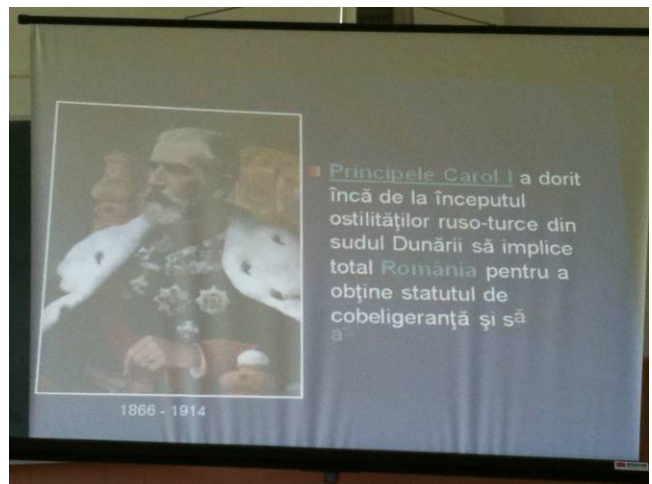 Principele Carol I a dorit
încă de la începutul
ostilităţilor ruso-turce din
sudul Dunării să implice
total România pentru a
obţine statutul de
cobeligeranţă şi să
a
1866 - 1914